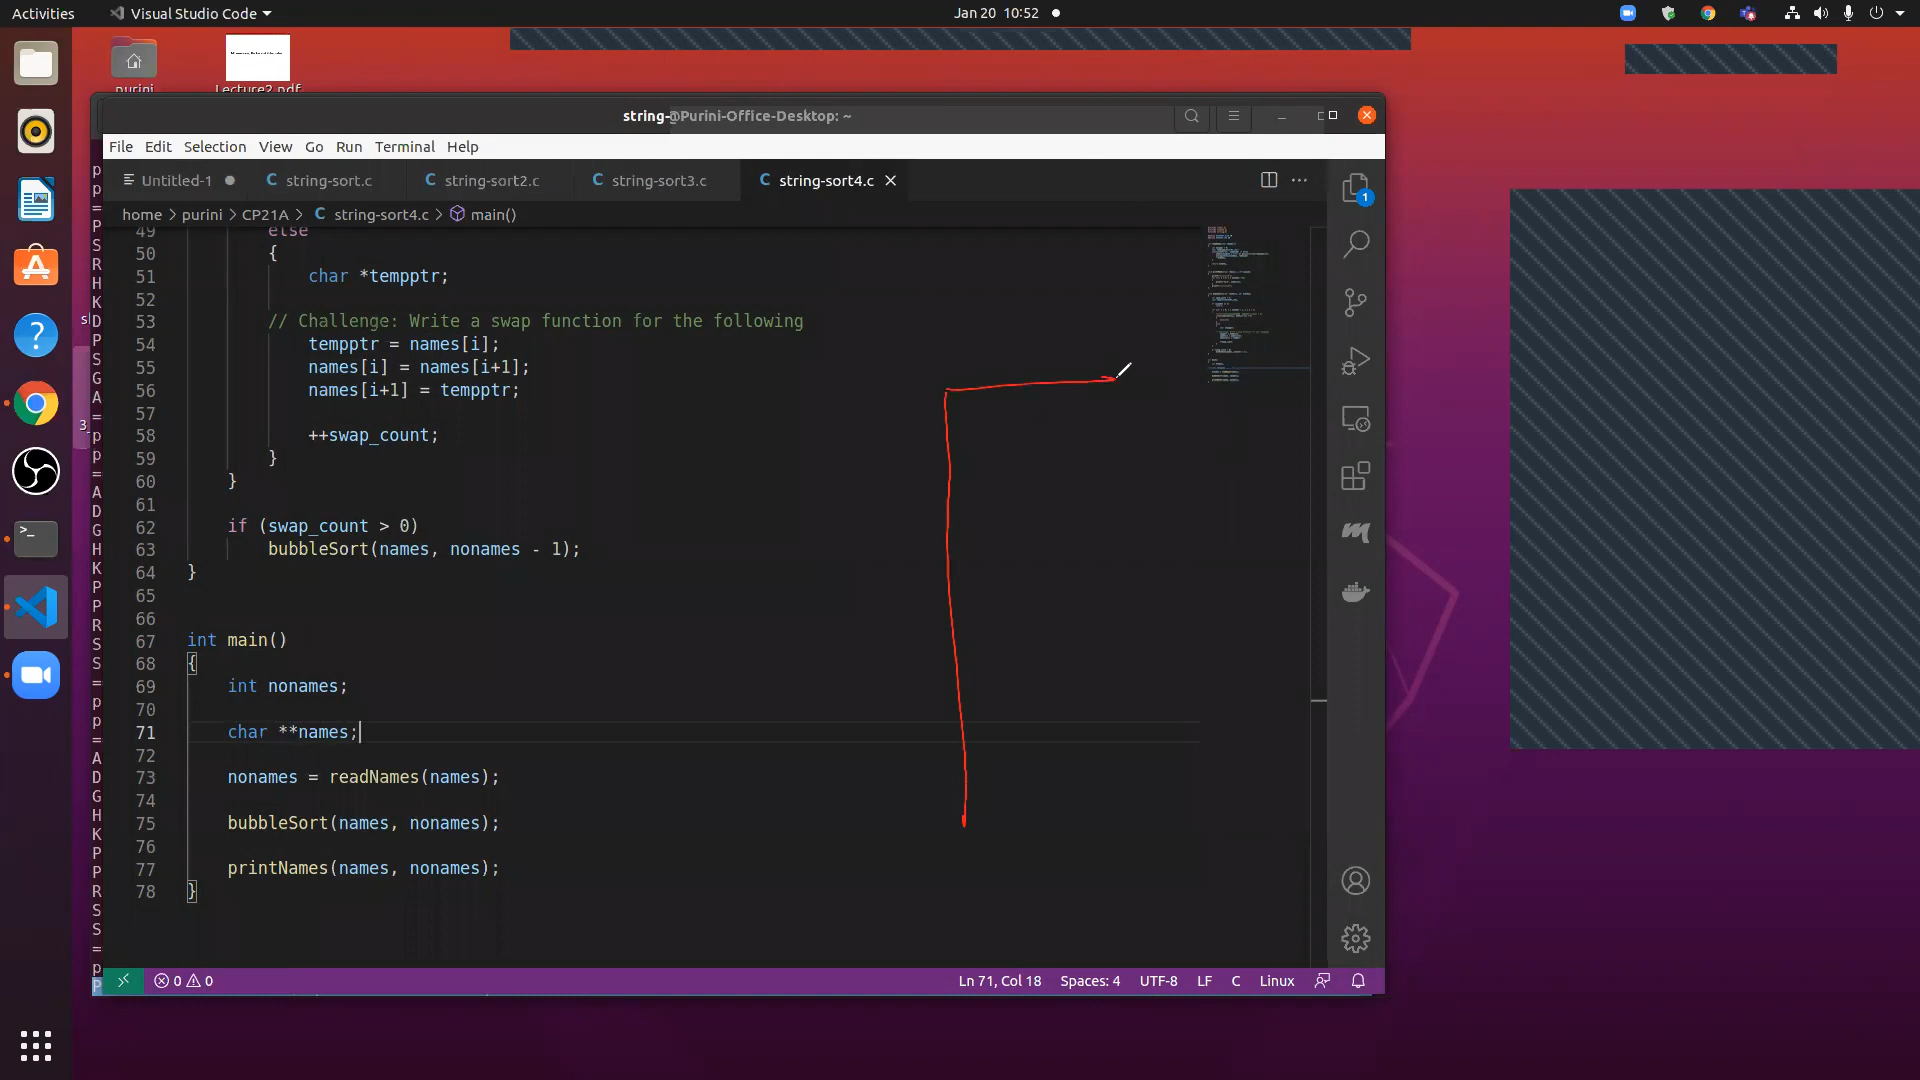 Activities
Visual Studio Code
Jan 20 10:52
purini
Lecture2.pdf
string-@Purini-Office-Desktop: ~
File Edit Selection View Go Run Terminal Help
Untitled-1
C string-sort.c
C string-sort2.c
C string-sort3.c
C string-sort4.c
home > purini > CP21A > C string-sort4.c > main()
1
49 else
50 {
51 char *tempptr;
52
53 // Challenge: Write a swap function for the following
54 tempptr = names[i];
55 names[i] = names[i+1];
56 names[i+1] = tempptr;
57
58 ++swap_count;
59 }
60 }
61
62 if (swap_count > 0)
63 bubbleSort(names, nonames - 1);
64 }
65
66
67 int main()
68 {
69 int nonames;
70
71 char **names;
72
73 nonames = readNames(names);
74
75 bubbleSort(names, nonames);
76
77 printNames(names, nonames);
78 }
0 0
Ln 71, Col 18
Spaces: 4
UTF-8
LF
C
Linux